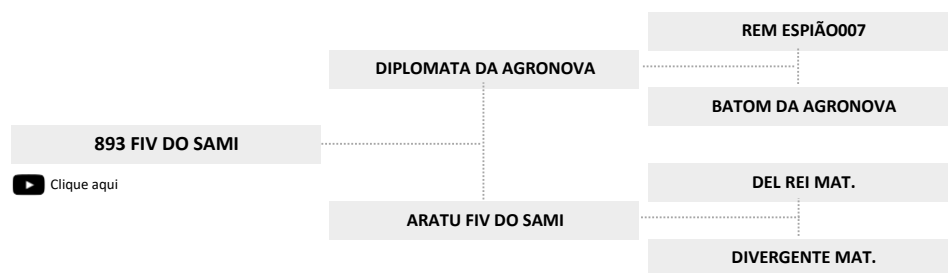 REM ESPIÃO007
DIPLOMATA DA AGRONOVA
BATOM DA AGRONOVA
893 FIV DO SAMI
Clique aqui
DEL REI MAT.
ARATU FIV DO SAMI
DIVERGENTE MAT.